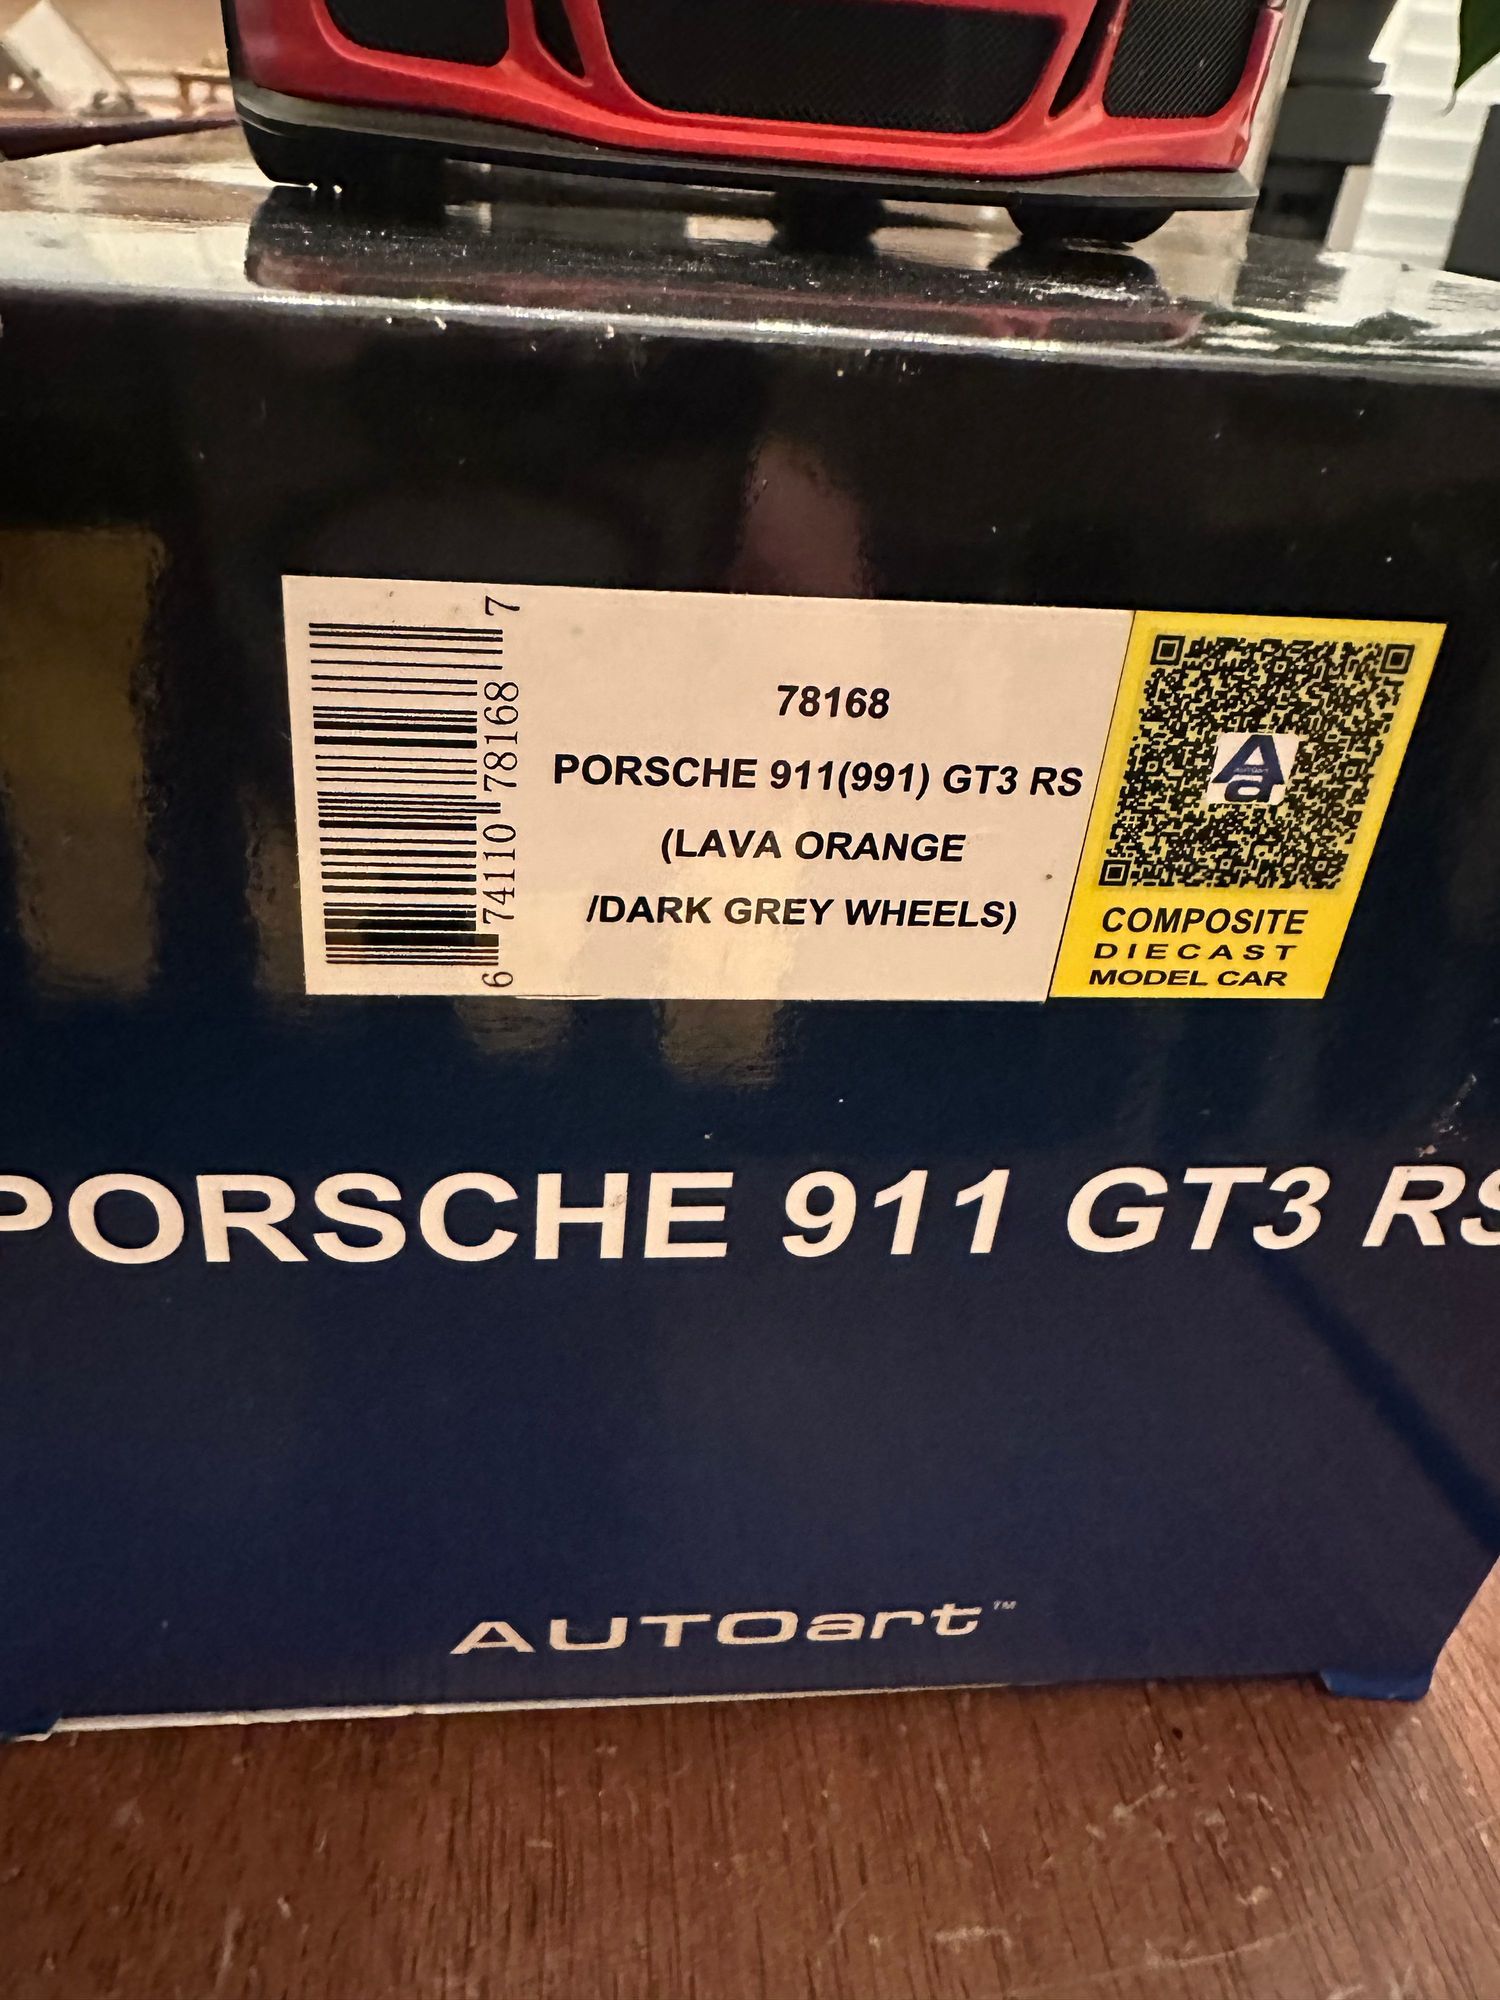 78168
PORSCHE 911(991) GT3 RS
(LAVA ORANGE
/DARK GREY WHEELS)
6 74110 78168 7
COMPOSITE
DIECAST
MODEL CAR
PORSCHE 911 GT3 RS
AUTOart™